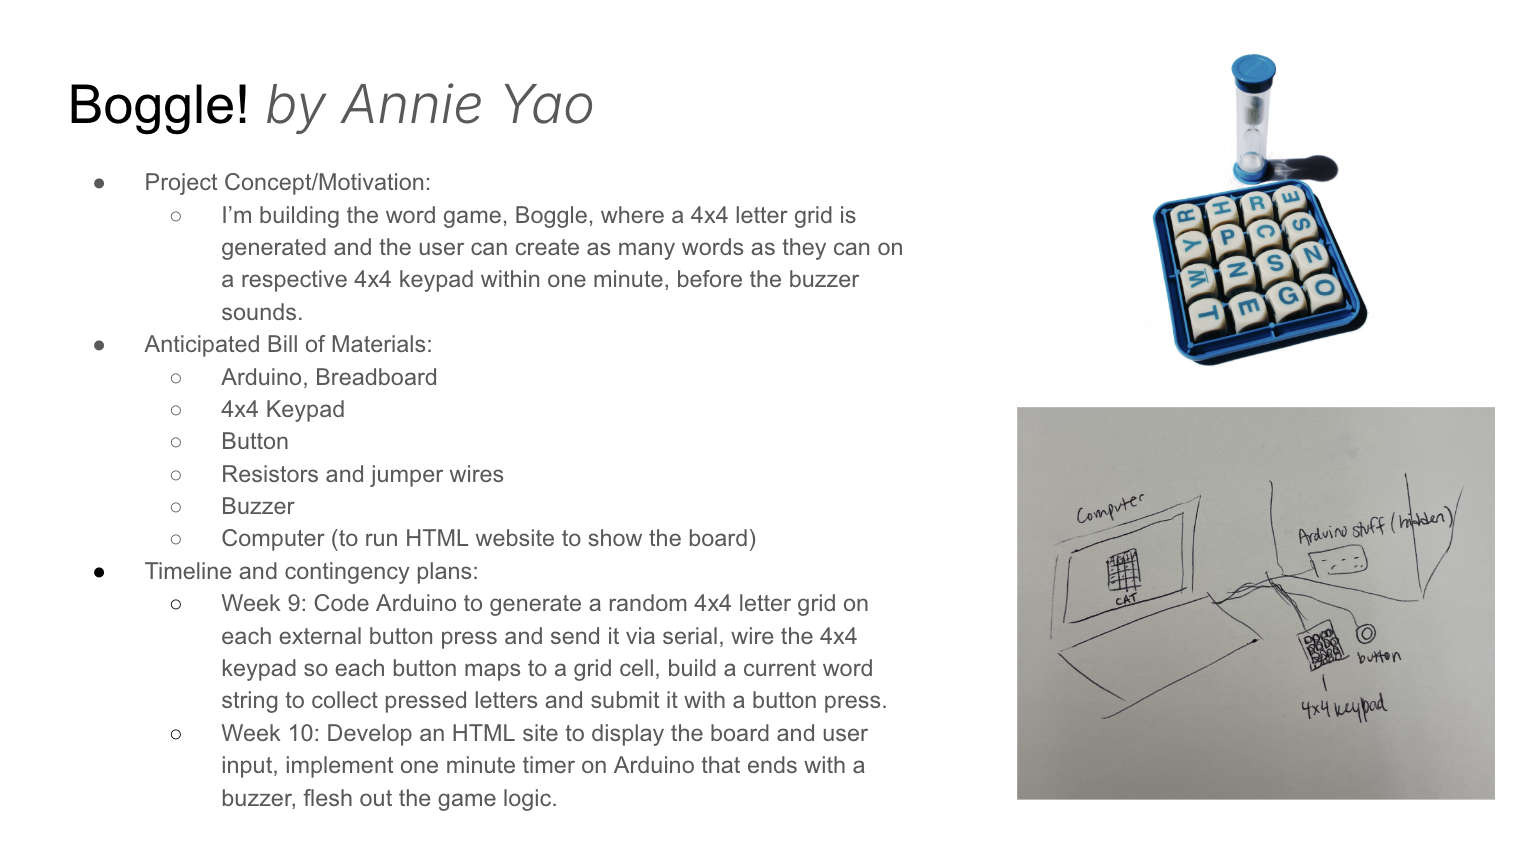 Boggle! by Annie Yao
● Project Concept/Motivation:
○ I’m building the word game, Boggle, where a 4x4 letter grid is
generated and the user can create as many words as they can on
a respective 4x4 keypad within one minute, before the buzzer
sounds.
● Anticipated Bill of Materials:
○ Arduino, Breadboard
○ 4x4 Keypad
○ Button
○ Resistors and jumper wires
○ Buzzer
○ Computer (to run HTML website to show the board)
● Timeline and contingency plans:
○ Week 9: Code Arduino to generate a random 4x4 letter grid on
each external button press and send it via serial, wire the 4x4
keypad so each button maps to a grid cell, build a current word
string to collect pressed letters and submit it with a button press.
○ Week 10: Develop an HTML site to display the board and user
input, implement one minute timer on Arduino that ends with a
buzzer, flesh out the game logic.
R H R E
Y P C S
W N S Z
T E G O
Computer
CAT
Arduino stuff (hidden)
button
4x4 keypad